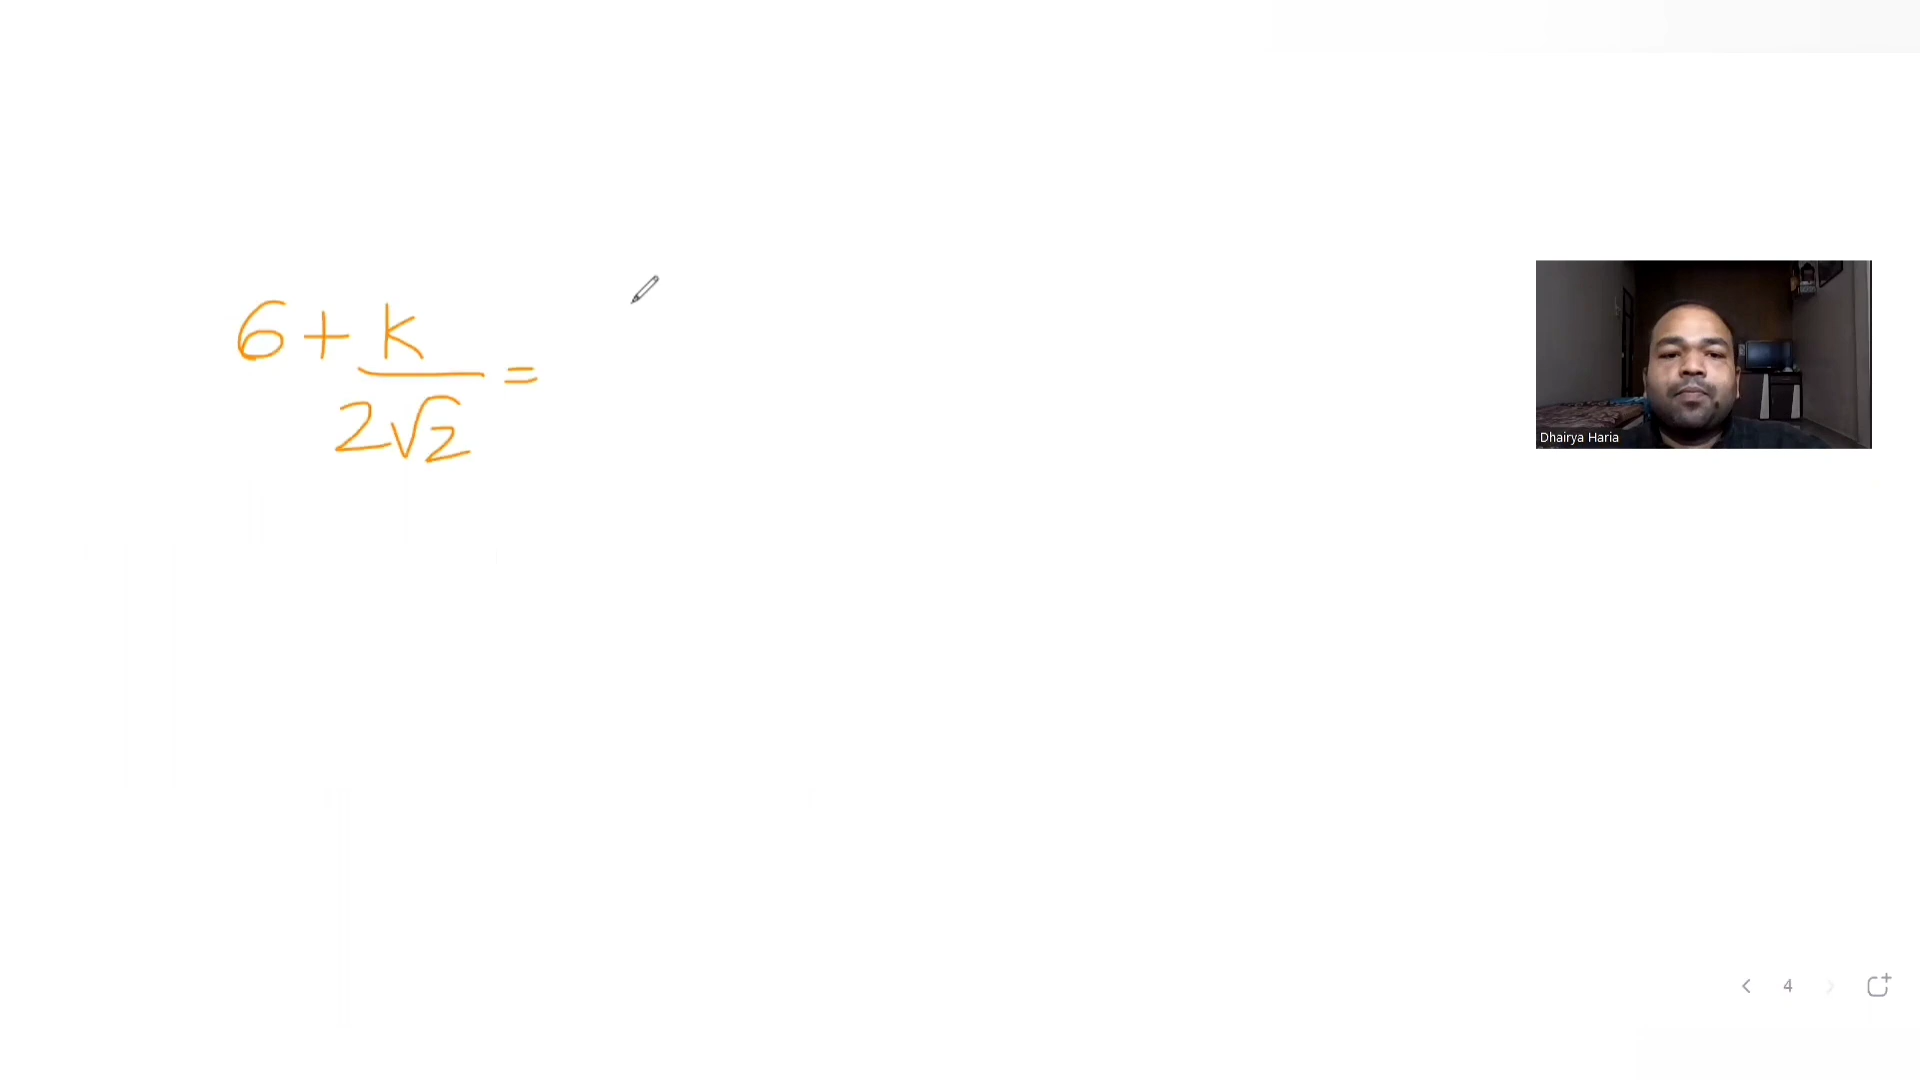 6 + k
—— =
2√2
Dhairya Haria
4